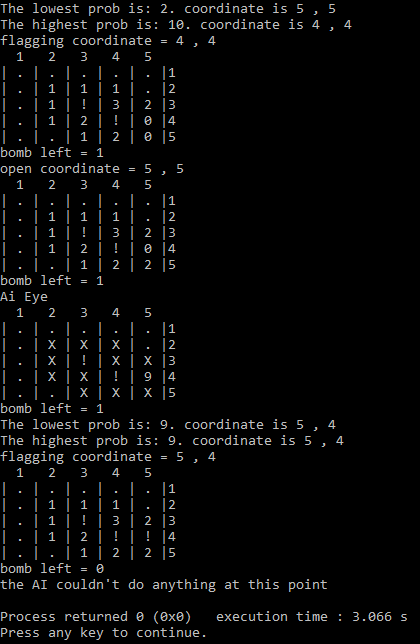 The lowest prob is: 2. coordinate is 5 , 5
The highest prob is: 10. coordinate is 4 , 4
flagging coordinate = 4 , 4
  1   2   3   4   5
| . | . | . | . | . |1
| . | 1 | 1 | 1 | . |2
| . | 1 | ! | 3 | 2 |3
| . | 1 | 2 | ! | 0 |4
| . | . | 1 | 2 | 0 |5
bomb left = 1
open coordinate = 5 , 5
  1   2   3   4   5
| . | . | . | . | . |1
| . | 1 | 1 | 1 | . |2
| . | 1 | ! | 3 | 2 |3
| . | 1 | 2 | ! | 0 |4
| . | . | 1 | 2 | 2 |5
bomb left = 1
Ai Eye
  1   2   3   4   5
| . | . | . | . | . |1
| . | X | X | X | . |2
| . | X | ! | X | X |3
| . | X | X | ! | 9 |4
| . | . | X | X | X |5
bomb left = 1
The lowest prob is: 9. coordinate is 5 , 4
The highest prob is: 9. coordinate is 5 , 4
flagging coordinate = 5 , 4
  1   2   3   4   5
| . | . | . | . | . |1
| . | 1 | 1 | 1 | . |2
| . | 1 | ! | 3 | 2 |3
| . | 1 | 2 | ! | ! |4
| . | . | 1 | 2 | 2 |5
bomb left = 0
the AI couldn't do anything at this point
Process returned 0 (0x0)   execution time : 3.066 s
Press any key to continue.